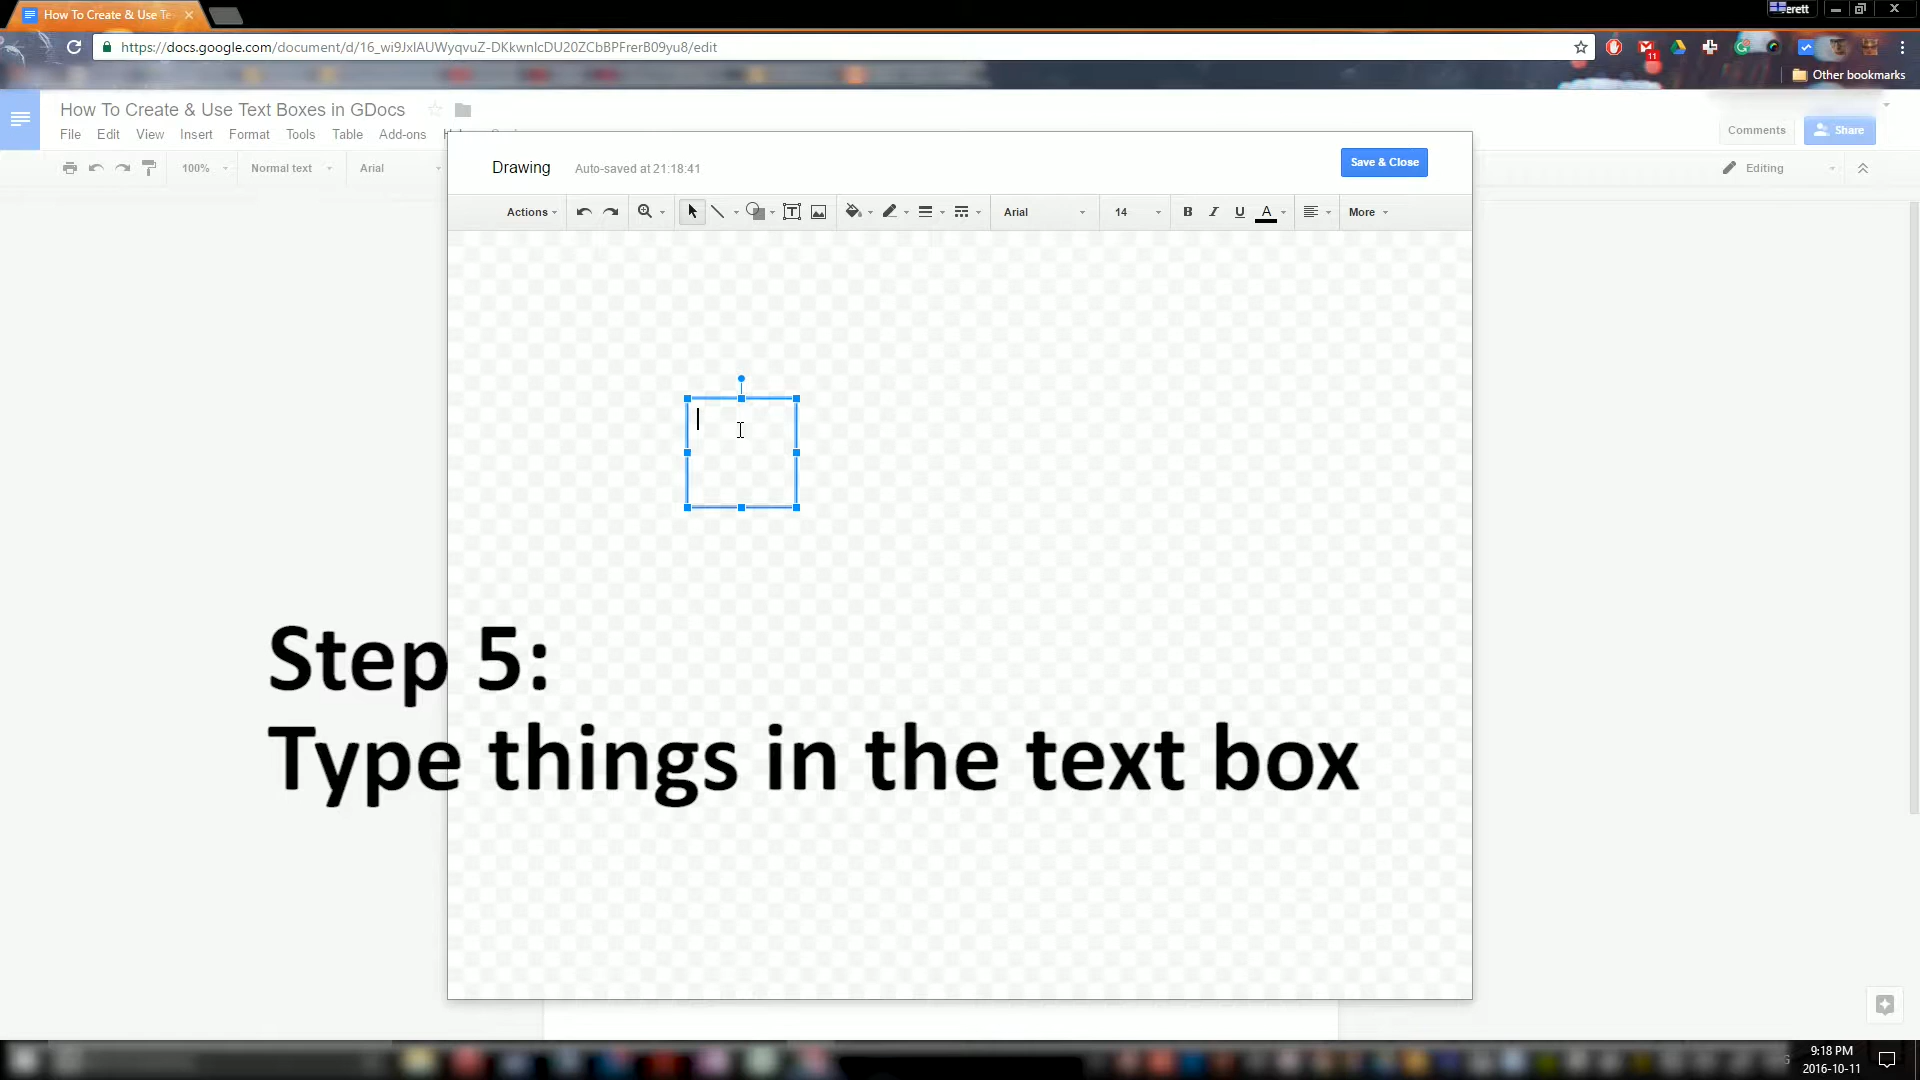 How To Create & Use Te
erett
https://docs.google.com/document/d/16_wi9JxlAUWyqvuZ-DKkwnlcDU20ZCbBPFrerB09yu8/edit
11
Other bookmarks
How To Create & Use Text Boxes in GDocs
File Edit View Insert Format Tools Table Add-ons
Comments Share
100% Normal text Arial
Editing
Drawing Auto-saved at 21:18:41
Save & Close
Actions Arial 14 B I U A More
Step 5:
Type things in the text box
9:18 PM
2016-10-11